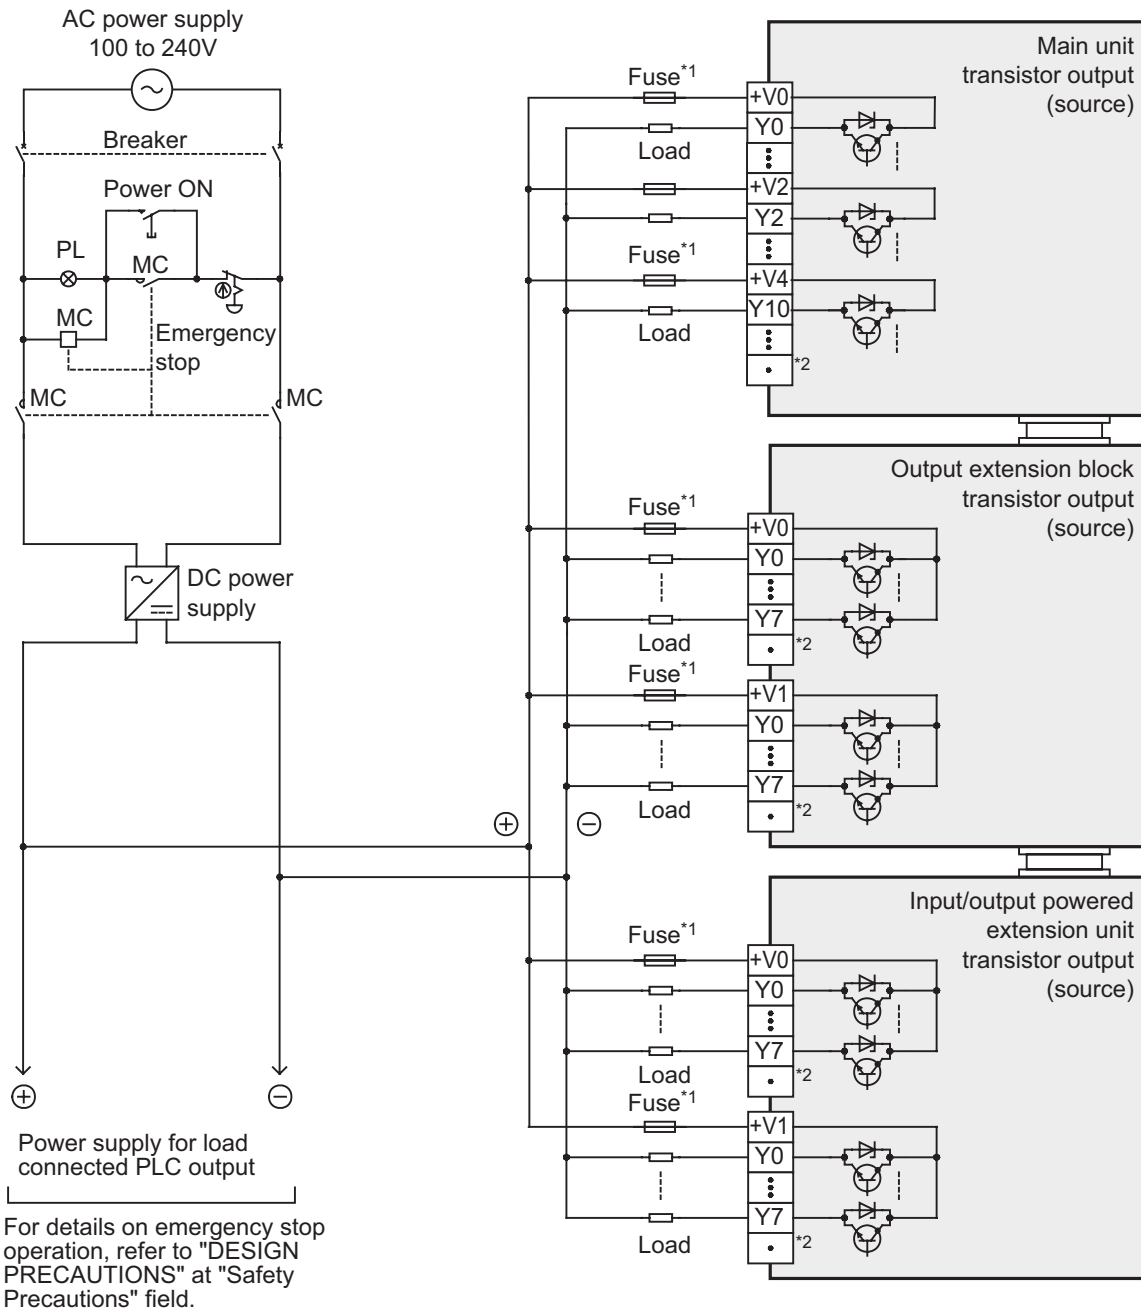 AC power supply
100 to 240V
Breaker
Power ON
PL
MC
MC
Emergency
stop
MC
MC
DC power
supply
Power supply for load
connected PLC output
For details on emergency stop
operation, refer to "DESIGN
PRECAUTIONS" at "Safety
Precautions" field.
Main unit
transistor output
(source)
Fuse*1
+V0
Y0
Load
+V2
Y2
Fuse*1
+V4
Y10
Load
*2
Output extension block
transistor output
(source)
Fuse*1
+V0
Y0
Y7
Load
*2
Fuse*1
+V1
Y0
Y7
Load
*2
+
−
Input/output powered
extension unit
transistor output
(source)
Fuse*1
+V0
Y0
Y7
Load
*2
Fuse*1
+V1
Y0
Y7
Load
*2
+
−